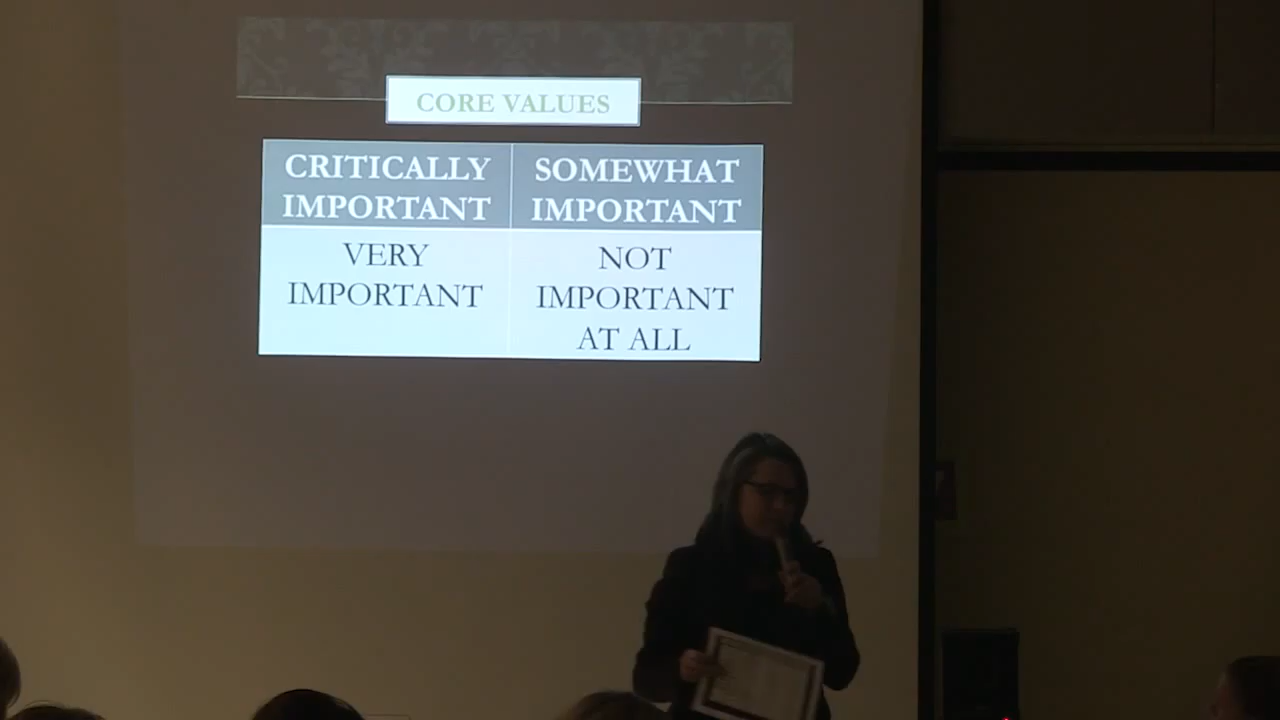 CORE VALUES
CRITICALLY
IMPORTANT
SOMEWHAT
IMPORTANT
VERY
IMPORTANT
NOT
IMPORTANT
AT ALL